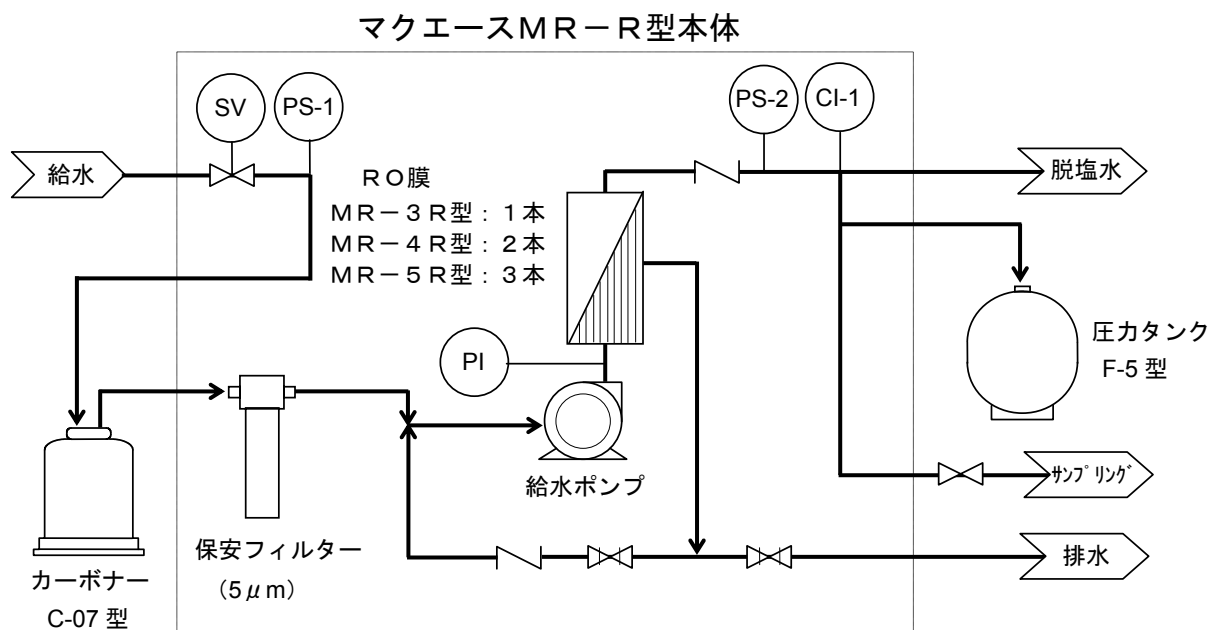 マクエースＭＲ－Ｒ型本体
SV
PS-1
PS-2
CI-1
給水
脱塩水
ＲＯ膜
ＭＲ－３Ｒ型：１本
ＭＲ－４Ｒ型：２本
ＭＲ－５Ｒ型：３本
PI
圧力タンク
F-5 型
給水ポンプ
ｻﾝﾌﾟﾘﾝｸﾞ
保安フィルター
（5μm）
排水
カーボナー
C-07 型